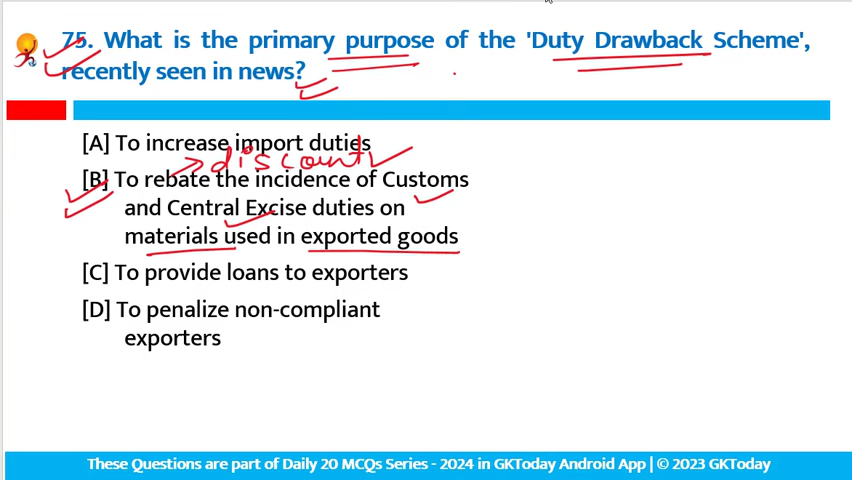 75. What is the primary purpose of the 'Duty Drawback Scheme',
recently seen in news?
[A] To increase import duties
discount
[B] To rebate the incidence of Customs
and Central Excise duties on
materials used in exported goods
[C] To provide loans to exporters
[D] To penalize non-compliant
exporters
These Questions are part of Daily 20 MCQs Series - 2024 in GKToday Android App | © 2023 GKToday